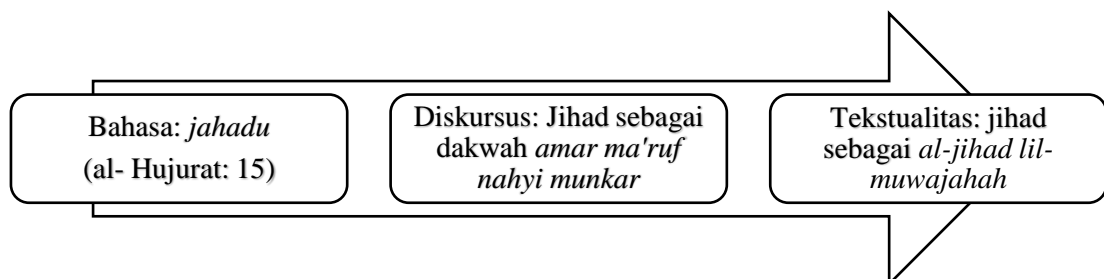 Bahasa: jahadu
(al- Hujurat: 15)
Diskursus: Jihad sebagai
dakwah amar ma'ruf
nahyi munkar
Tekstualitas: jihad
sebagai al-jihad lil-
muwajahah